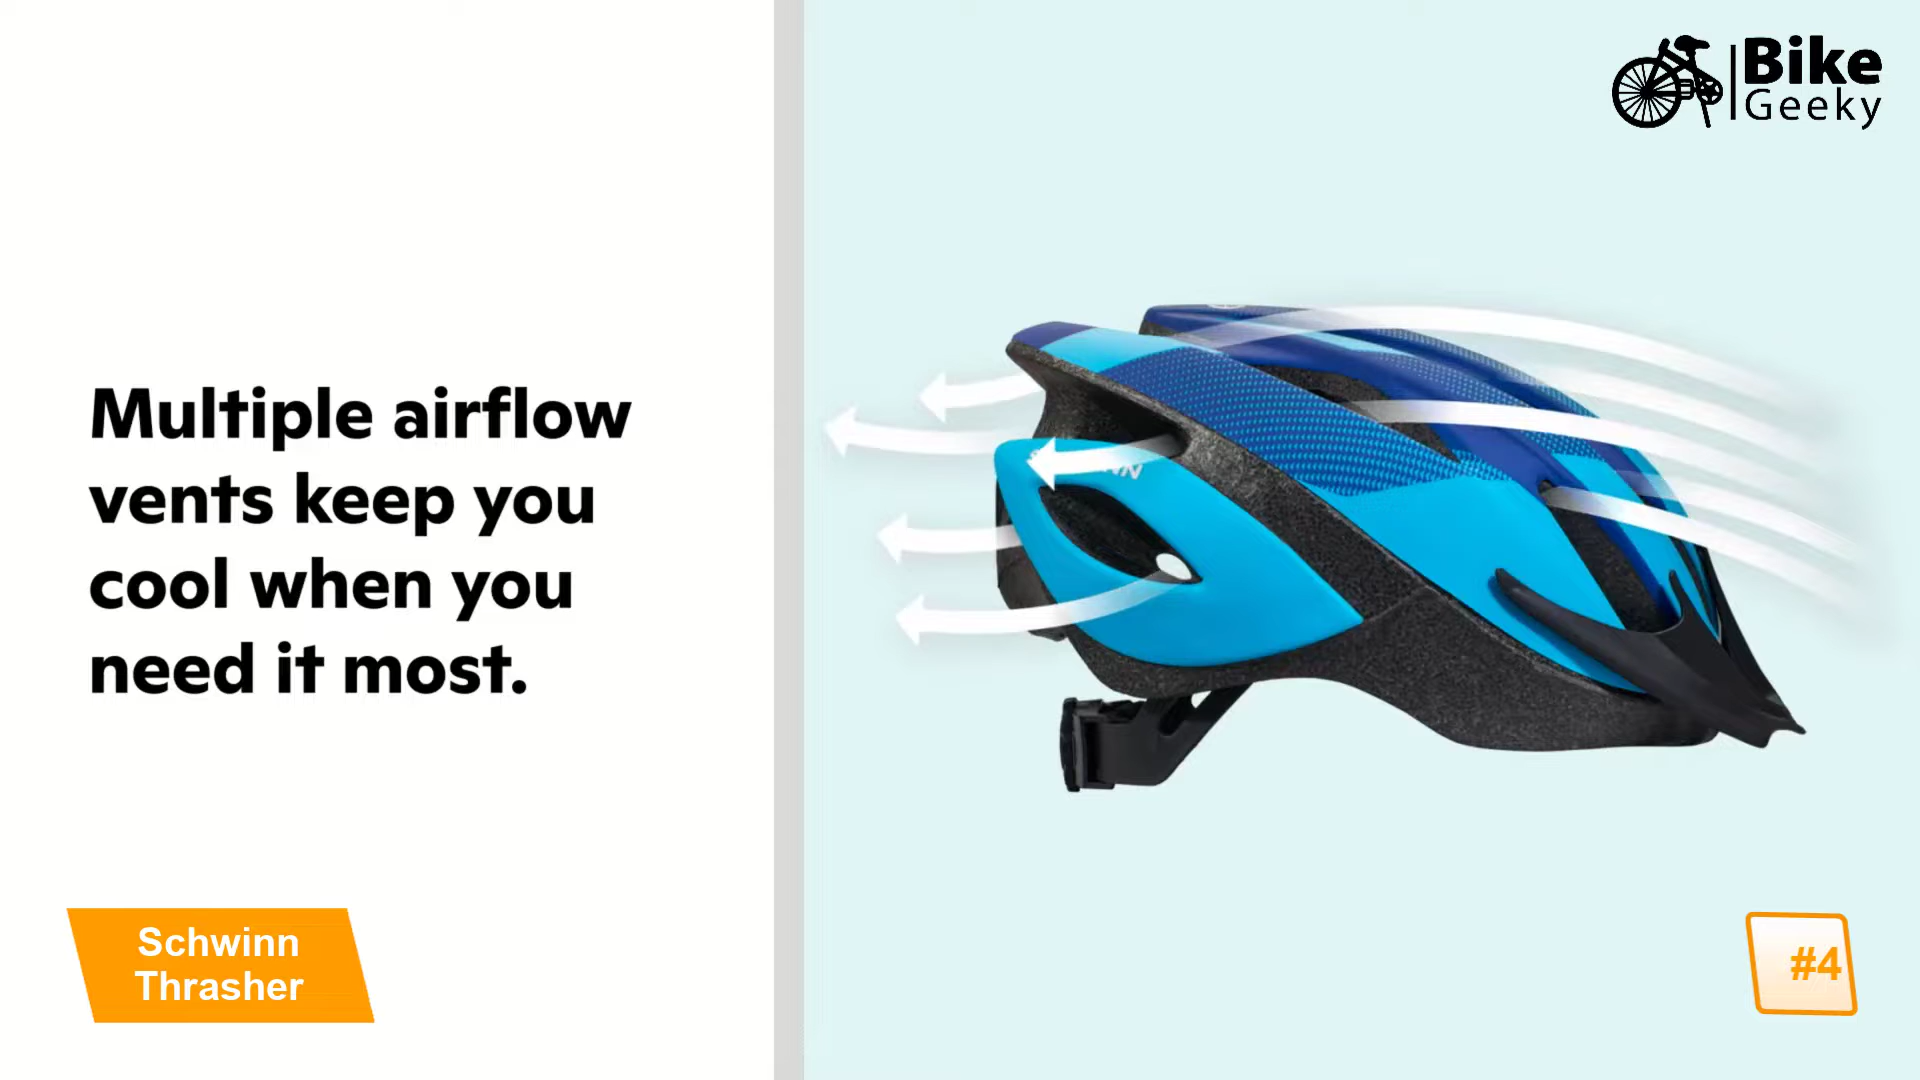 Bike
Geeky
Multiple airflow
vents keep you
cool when you
need it most.
Schwinn
Thrasher
#4